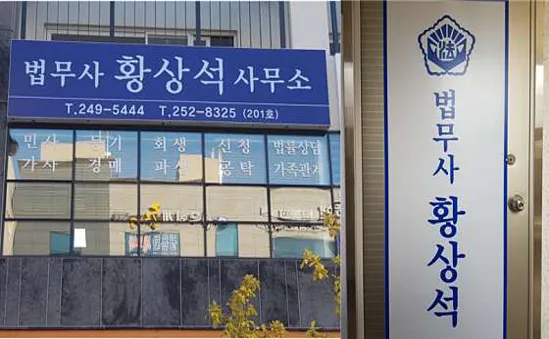 법무사 황상석 사무소
T.249-5444 T.252-8325 (201호)
민사 등기 회생 신청 법률상담
가사 경매 파산 공탁 가족관계
法
법무사 황상석